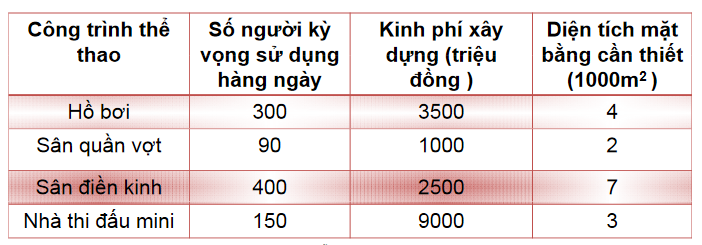 Công trình thể thao
Số người kỳ vọng sử dụng hàng ngày
Kinh phí xây dựng (triệu đồng )
Diện tích mặt bằng cần thiết (1000m² )
Hồ bơi 300 3500 4
Sân quần vợt 90 1000 2
Sân điền kinh 400 2500 7
Nhà thi đấu mini 150 9000 3